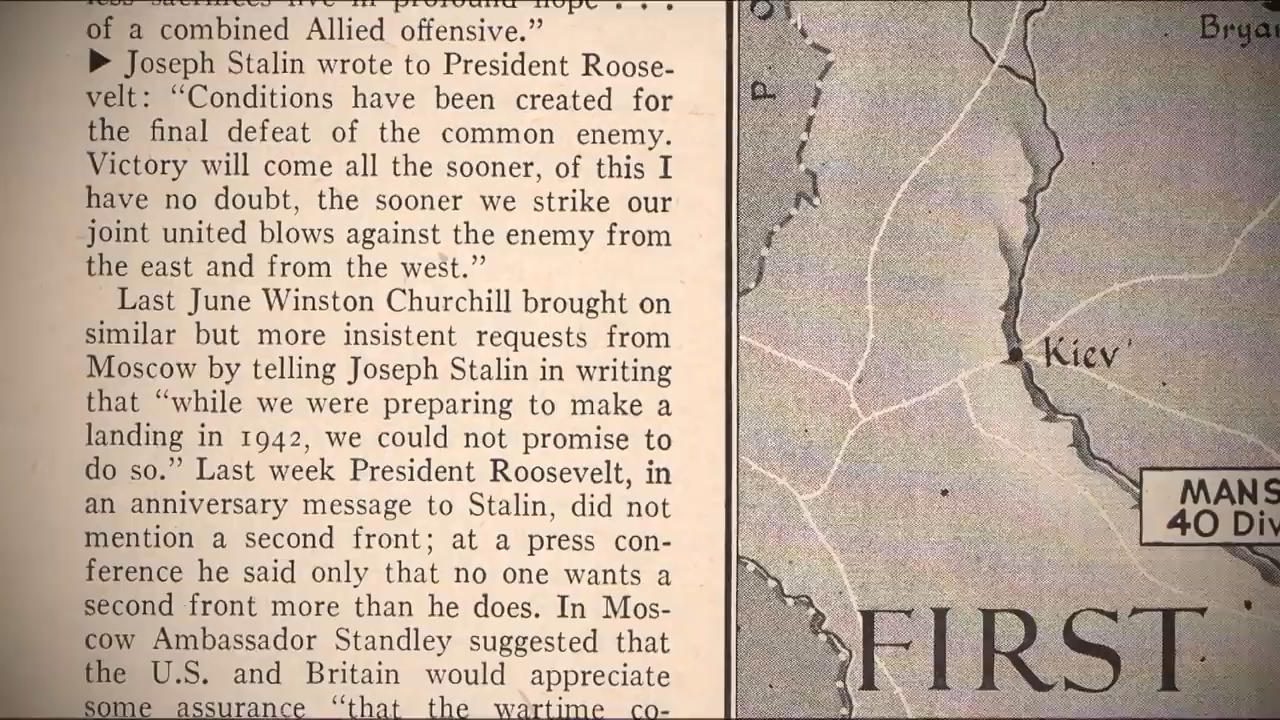 less sacrifices live in profound hope . . .
of a combined Allied offensive.”
▶ Joseph Stalin wrote to President Roose-
velt: “Conditions have been created for
the final defeat of the common enemy.
Victory will come all the sooner, of this I
have no doubt, the sooner we strike our
joint united blows against the enemy from
the east and from the west.”
Last June Winston Churchill brought on
similar but more insistent requests from
Moscow by telling Joseph Stalin in writing
that “while we were preparing to make a
landing in 1942, we could not promise to
do so.” Last week President Roosevelt, in
an anniversary message to Stalin, did not
mention a second front; at a press con-
ference he said only that no one wants a
second front more than he does. In Mos-
cow Ambassador Standley suggested that
the U.S. and Britain would appreciate
some assurance “that the wartime co-
P O
Brya
Kiev
MANS
40 Div
FIRST